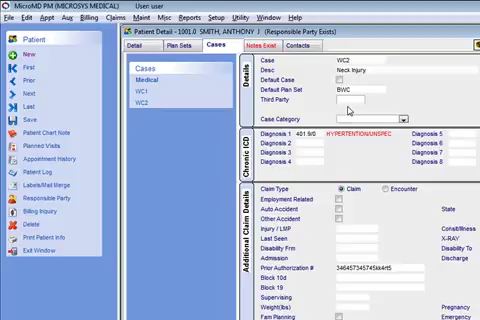 MicroMD PM (MICROSYS MEDICAL) User: user
File Edit Appts Patient Aug Billing Claims Maint Misc Reports Setup Utility Window Help
Patient
New
First
Prior
Next
Last
Save
Patient Chart Note
Planned Visits
Appointment History
Patient Log
Labels/Mail Merge
Responsible Party
Billing Inquiry
Delete
Print Patient Info
Exit Window
Patient Detail - 1001.0 SMITH, ANTHONY J (Responsible Party Exists)
Detail Plan Sets Cases Notes Exist Contacts
Cases
Medical
WC1
WC2
Details
Case WC2
Desc Neck Injury
Default Case
Default Plan Set BWC
Third Party
Case Category
Chronic ICD
Diagnosis 1 401.9/0 HYPERTENTION/UNSPEC Diagnosis 5
Diagnosis 2 Diagnosis 6
Diagnosis 3 Diagnosis 7
Diagnosis 4 Diagnosis 8
Additional Claim Details
Claim Type Claim Encounter
Employment Related
Auto Accident State
Other Accident
Injury / LMP Conslt/Illness
Last Seen X-RAY
Disability Frm Disability To
Admission Discharge
Prior Authorization #
Block 10d
Block 19
Supervising
Weight(lbs) Pregnant
Fam Planning Emergency